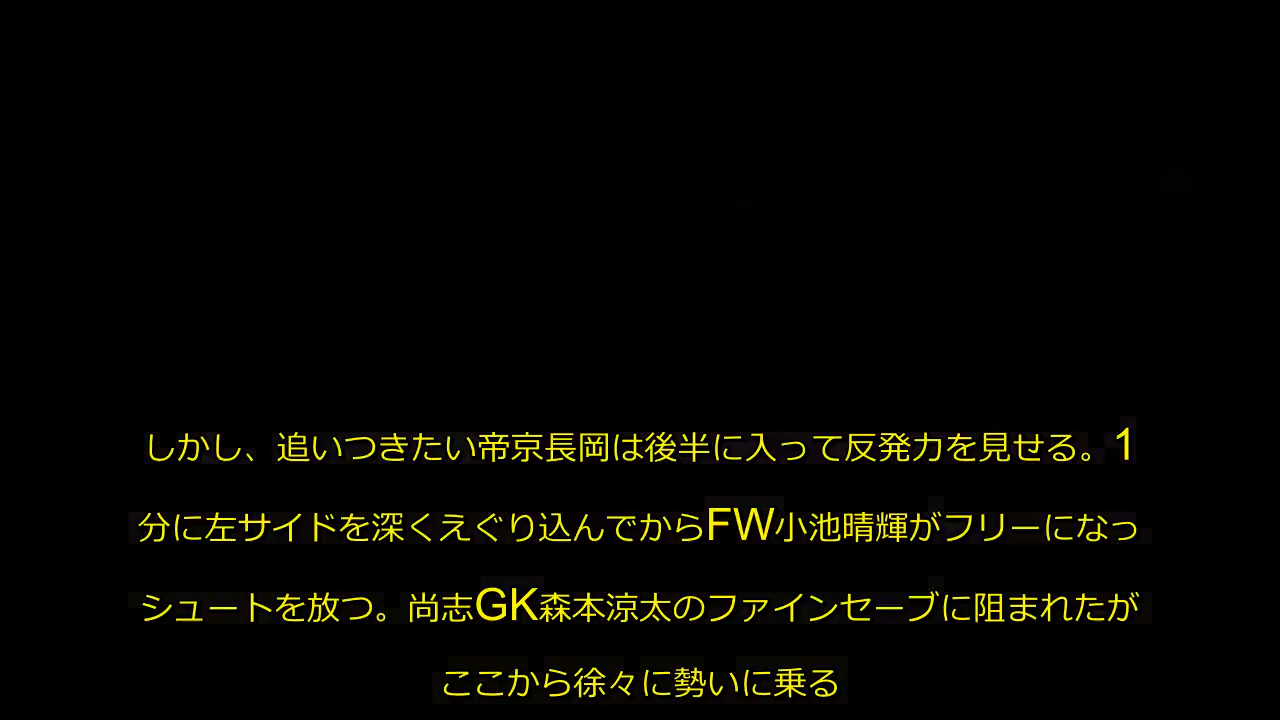 しかし、追いつきたい帝京長岡は後半に入って反発力を見せる。1
分に左サイドを深くえぐり込んでからFW小池晴輝がフリーになっ
シュートを放つ。尚志GK森本涼太のファインセーブに阻まれたが
ここから徐々に勢いに乗る